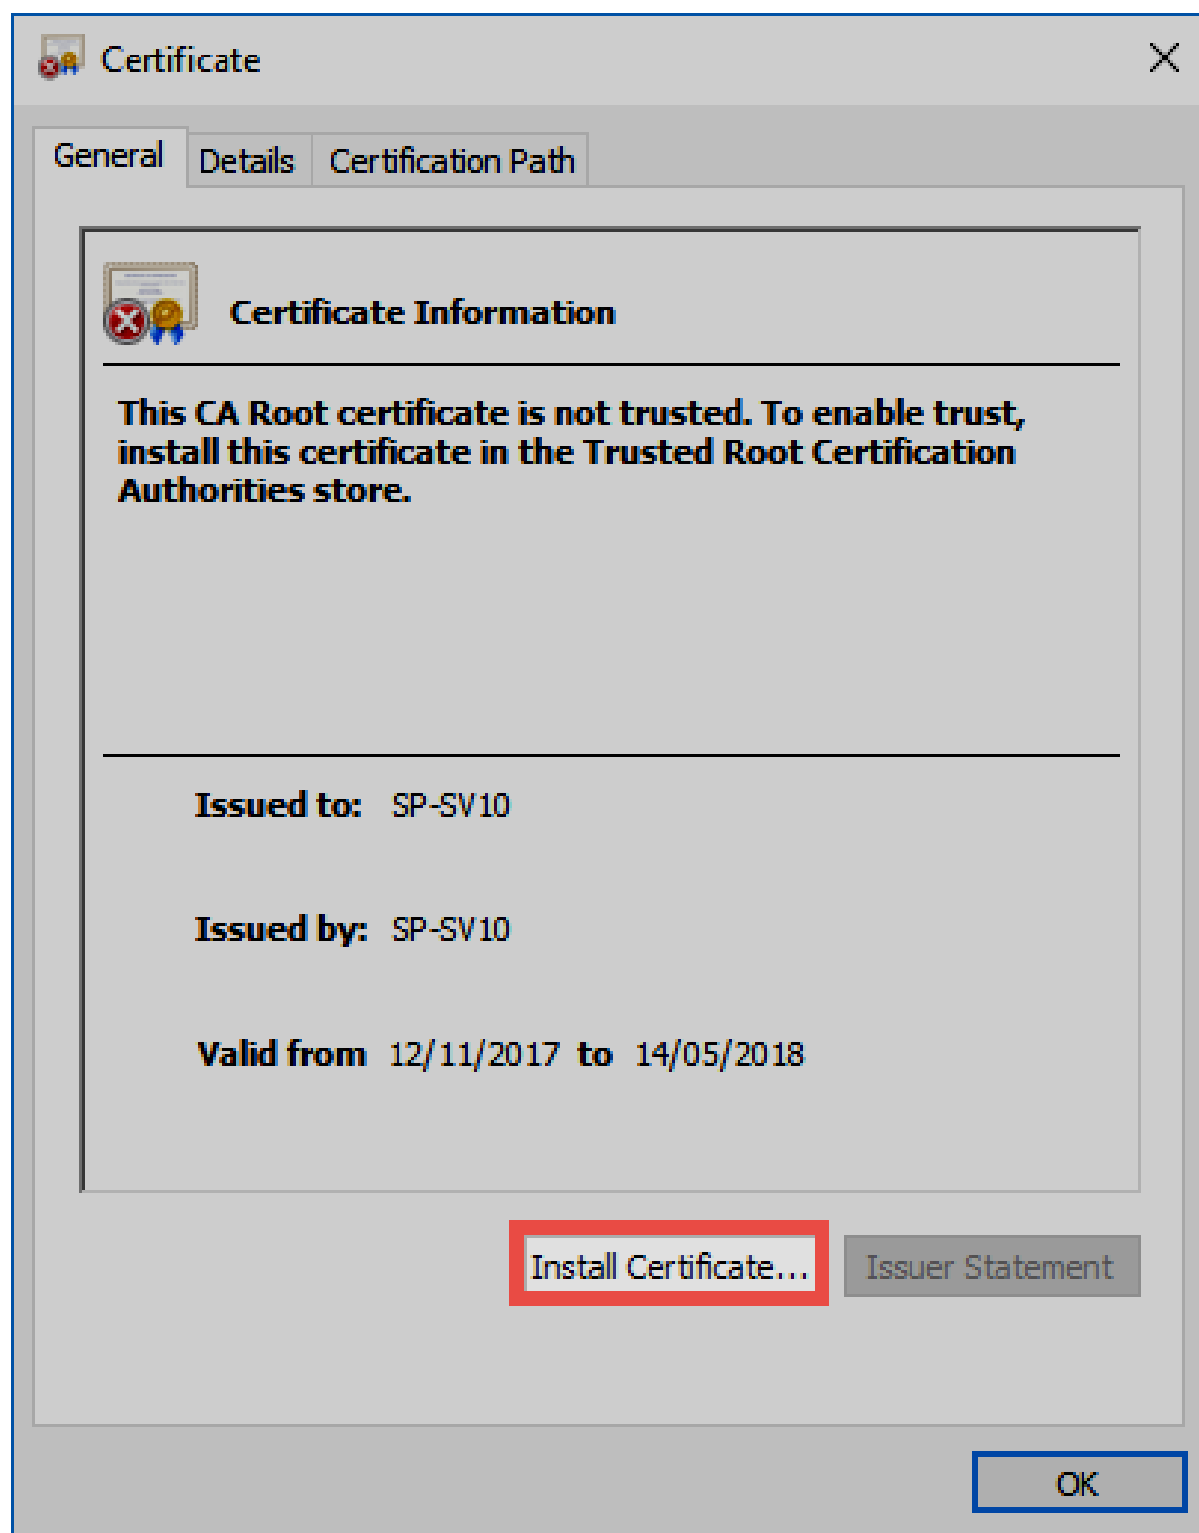 Certificate
General Details Certification Path
Certificate Information
This CA Root certificate is not trusted. To enable trust,
install this certificate in the Trusted Root Certification
Authorities store.
Issued to: SP-SV10
Issued by: SP-SV10
Valid from 12/11/2017 to 14/05/2018
Install Certificate... Issuer Statement
OK